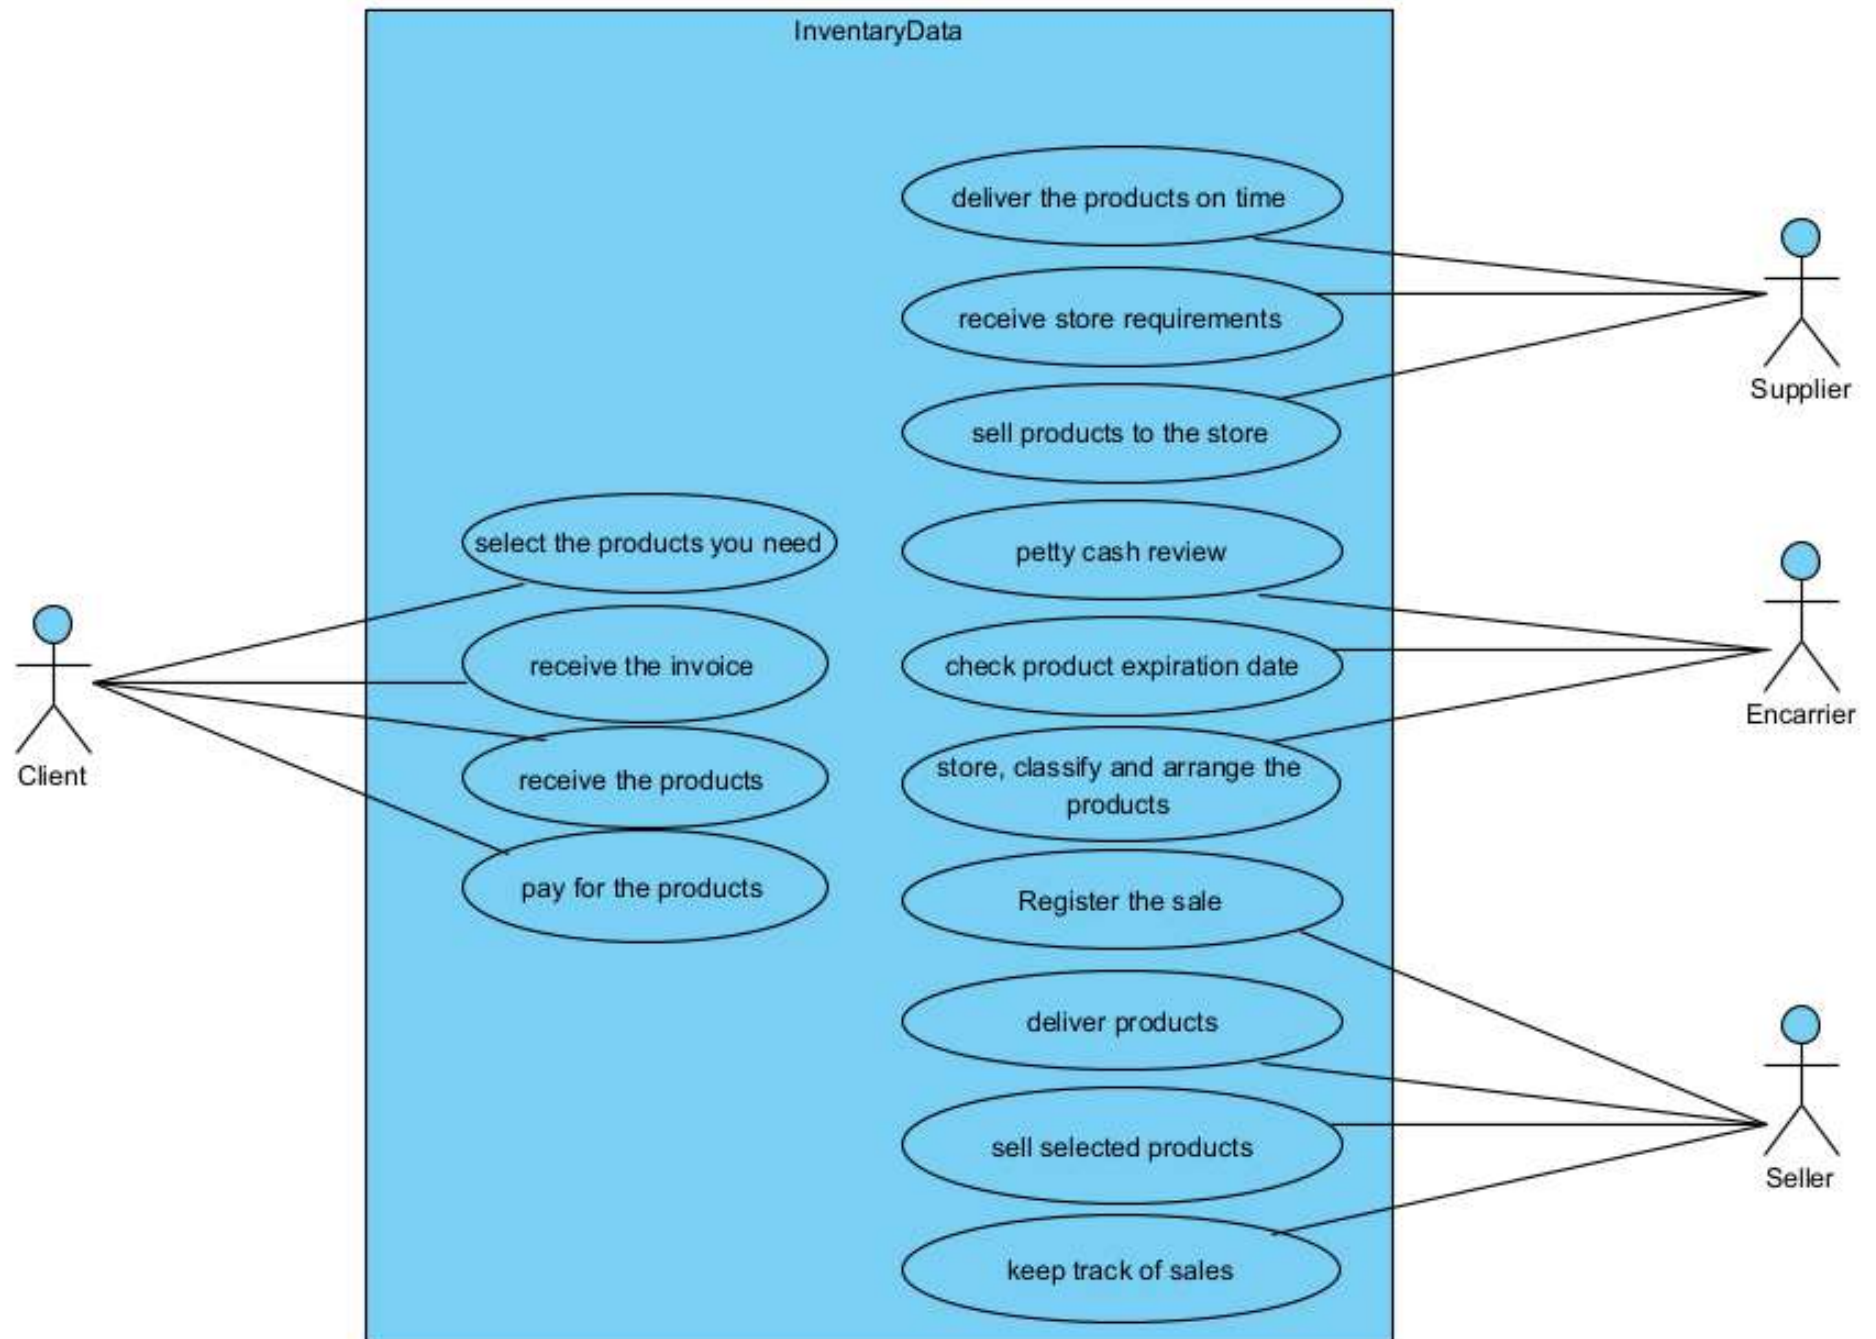 InventaryData
deliver the products on time
receive store requirements
Supplier
sell products to the store
select the products you need
petty cash review
receive the invoice
check product expiration date
Encarrier
Client
receive the products
store, classify and arrange the
products
pay for the products
Register the sale
deliver products
sell selected products
Seller
keep track of sales